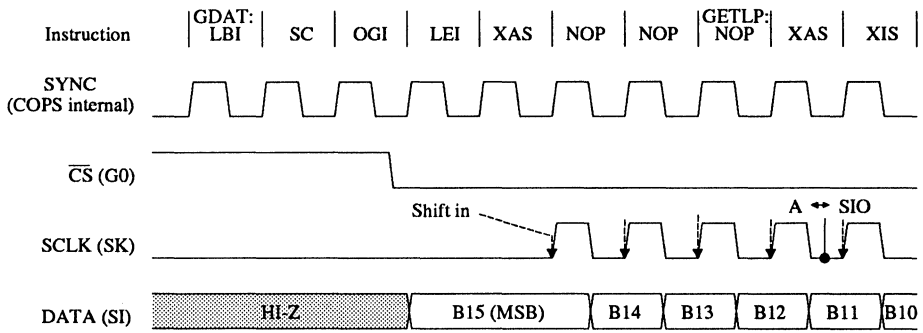 GDAT: GETLP:
Instruction LBI SC OGI LEI XAS NOP NOP NOP XAS XIS
SYNC
(COPS internal)
CS (G0)
Shift in A SIO
SCLK (SK)
DATA (SI) HI-Z B15 (MSB) B14 B13 B12 B11 B10